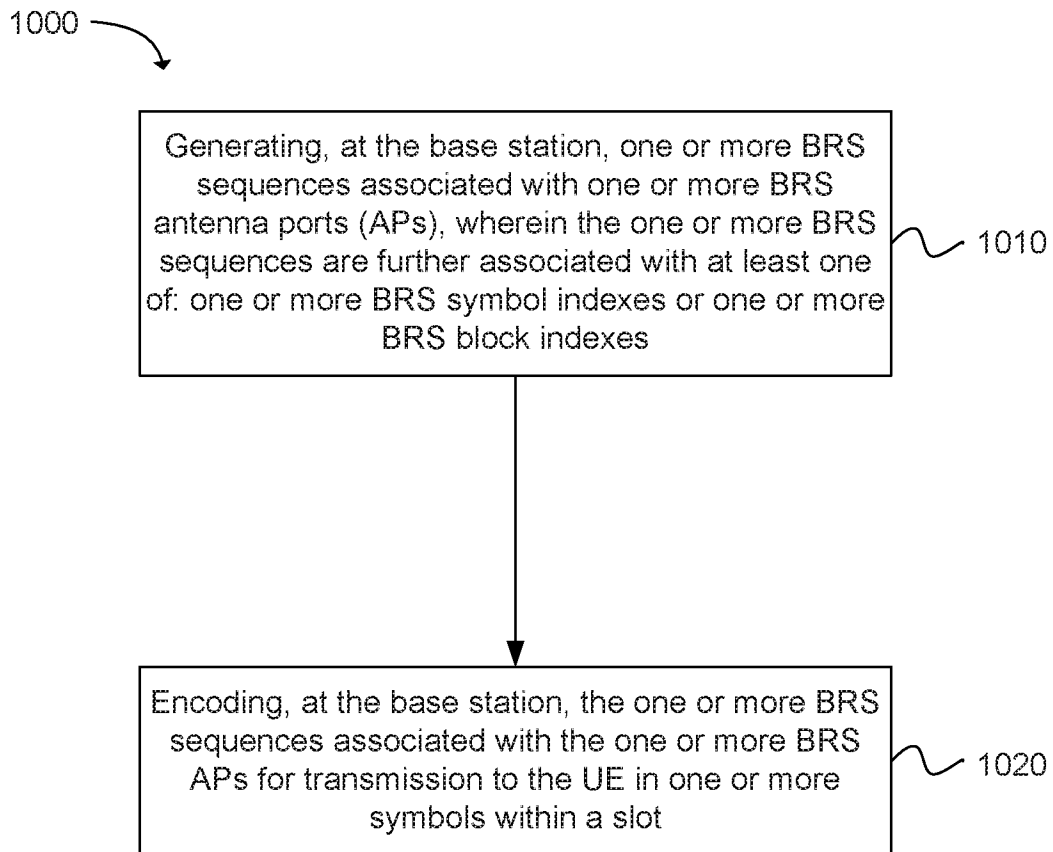 1000
Generating, at the base station, one or more BRS
sequences associated with one or more BRS
antenna ports (APs), wherein the one or more BRS
sequences are further associated with at least one
of: one or more BRS symbol indexes or one or more
BRS block indexes
1010
Encoding, at the base station, the one or more BRS
sequences associated with the one or more BRS
APs for transmission to the UE in one or more
symbols within a slot
1020